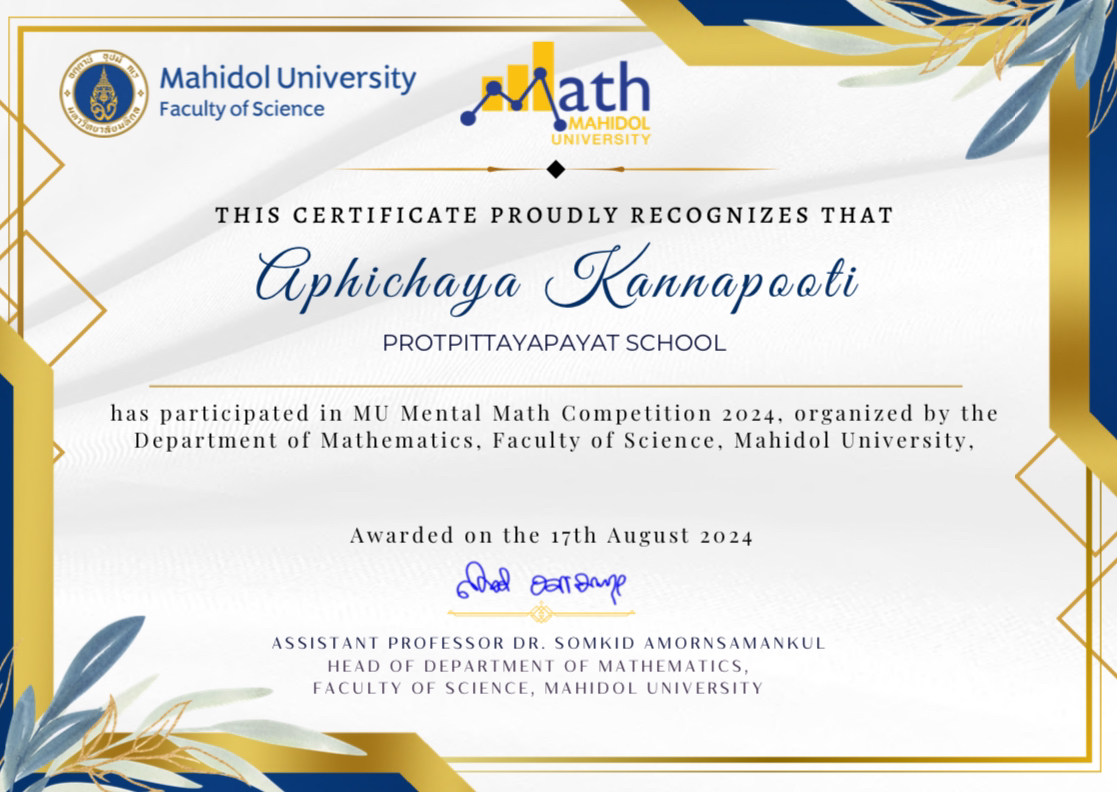 Mahidol University
Faculty of Science
Math
MAHIDOL
UNIVERSITY
THIS CERTIFICATE PROUDLY RECOGNIZES THAT
Aphichaya Kannapooti
PROTPITTAYAPAYAT SCHOOL
has participated in MU Mental Math Competition 2024, organized by the
Department of Mathematics, Faculty of Science, Mahidol University,
Awarded on the 17th August 2024
ASSISTANT PROFESSOR DR. SOMKID AMORNSAMANKUL
HEAD OF DEPARTMENT OF MATHEMATICS,
FACULTY OF SCIENCE, MAHIDOL UNIVERSITY